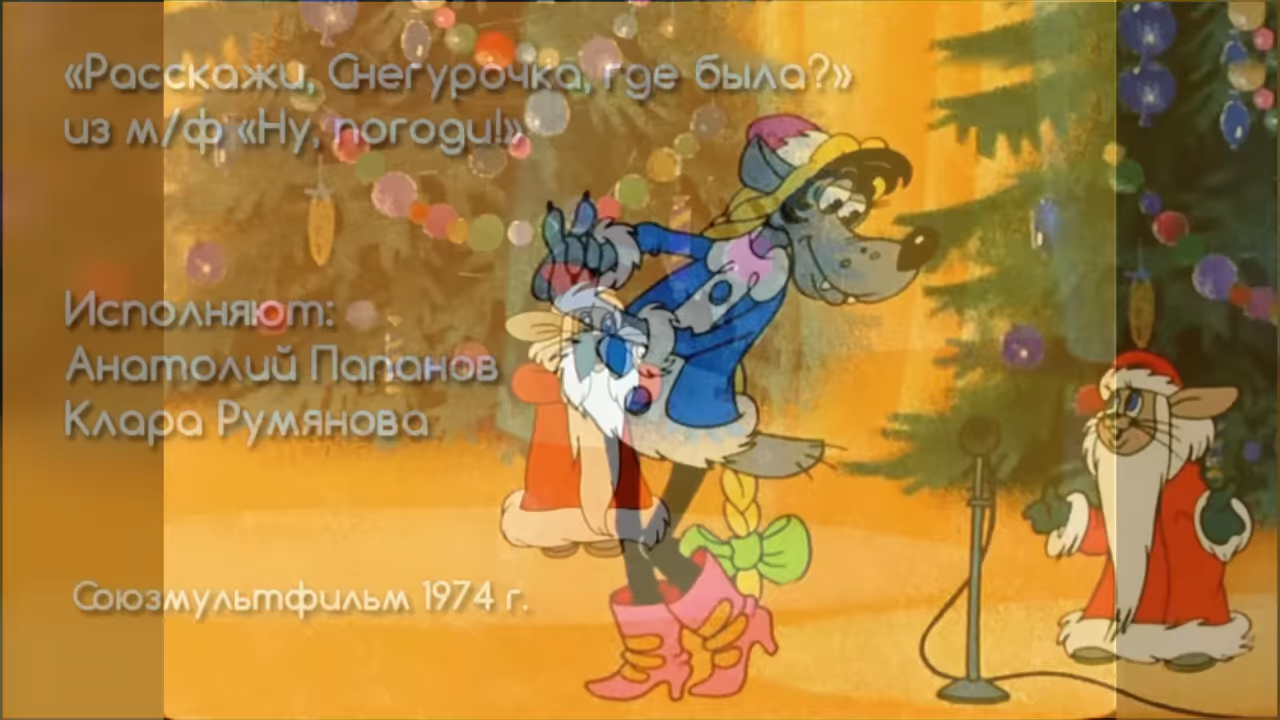 «Расскажи, Снегурочка, где была?»
из м/ф «Ну, погоди!»
Исполняют:
Анатолий Папанов
Клара Румянова
Союзмультфильм 1974 г.